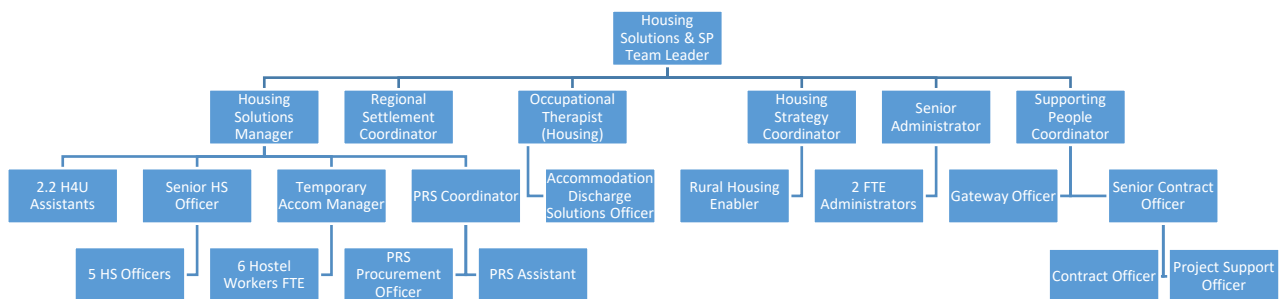 Housing
Solutions & SP
Team Leader
Housing
Solutions
Manager
Regional
Settlement
Coordinator
Occupational
Therapist
(Housing)
Housing
Strategy
Coordinator
Senior
Administrator
Supporting
People
Coordinator
2.2 H4U
Assistants
Senior HS
Officer
Temporary
Accom Manager
PRS Coordinator
Accommodation
Discharge
Solutions Officer
Rural Housing
Enabler
2 FTE
Administrators
Gateway Officer
Senior Contract
Officer
5 HS Officers
6 Hostel
Workers FTE
PRS
Procurement
OFficer
PRS Assistant
Contract Officer
Project Support
Officer